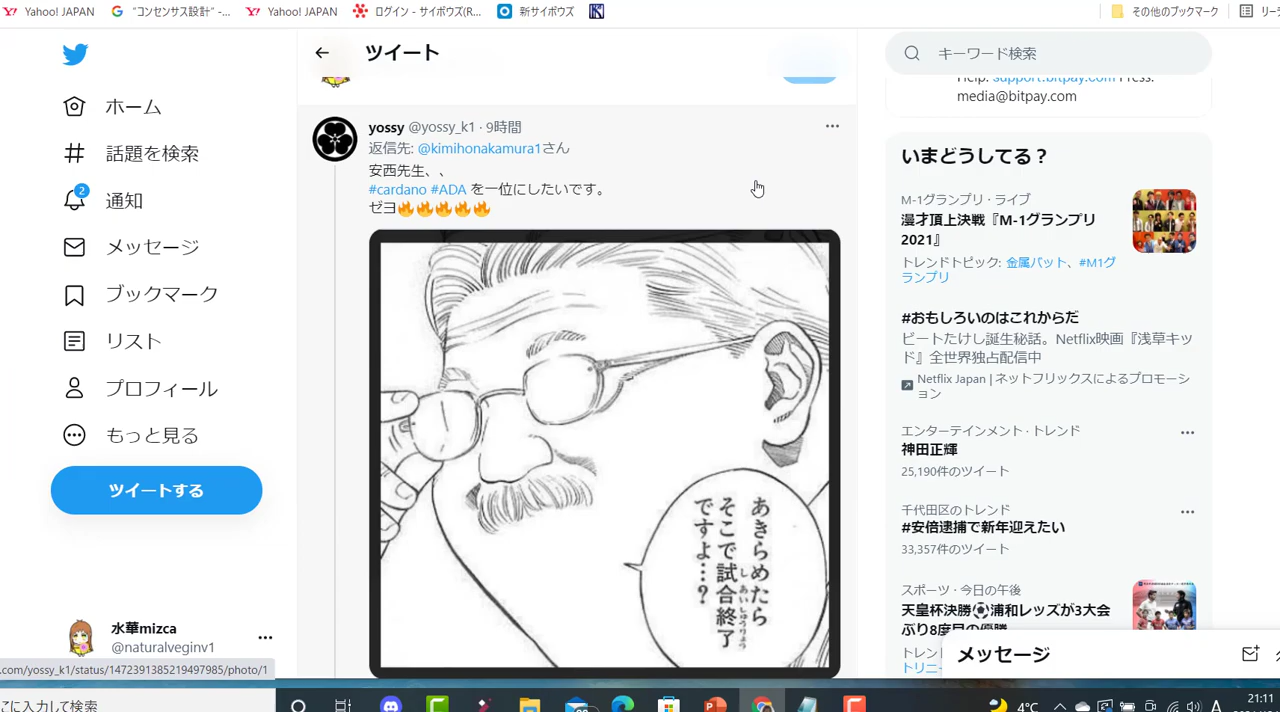 Yahoo! JAPAN
"コンセンサス設計" -...
Yahoo! JAPAN
ログイン - サイボウズ(R...
新サイボウズ
その他のブックマーク
ツイート
キーワード検索
ホーム
話題を検索
2
通知
メッセージ
ブックマーク
リスト
プロフィール
もっと見る
ツイートする
水華mizca
@naturalveginv1
.com/yossy_k1/status/1472391385219497985/photo/1
yossy @yossy_k1 · 9時間
返信先: @kimihonakamura1さん
安西先生、、
#cardano #ADA を一位にしたいです。
ゼヨ🔥🔥🔥🔥🔥
あきらめたら
そこで試合終了
しあいしゅうりょう
ですよ…?
Help: support.bitpay.com Press:
media@bitpay.com
いまどうしてる？
M-1グランプリ · ライブ
漫才頂上決戦『M-1グランプリ
2021』
トレンドトピック: 金属バット、#M1グ
ランプリ
#おもしろいのはこれからだ
ビートたけし誕生秘話。Netflix映画『浅草キッ
ド』全世界独占配信中
Netflix Japan | ネットフリックスによるプロモーシ
ョン
エンターテインメント · トレンド
神田正輝
25,190件のツイート
千代田区のトレンド
#安倍逮捕で新年迎えたい
33,357件のツイート
スポーツ · 今日の午後
天皇杯決勝⚽浦和レッズが3大会
ぶり8度目の優勝
トレン
トリニー
メッセージ
こに入力して検索
4°C
A
21:11